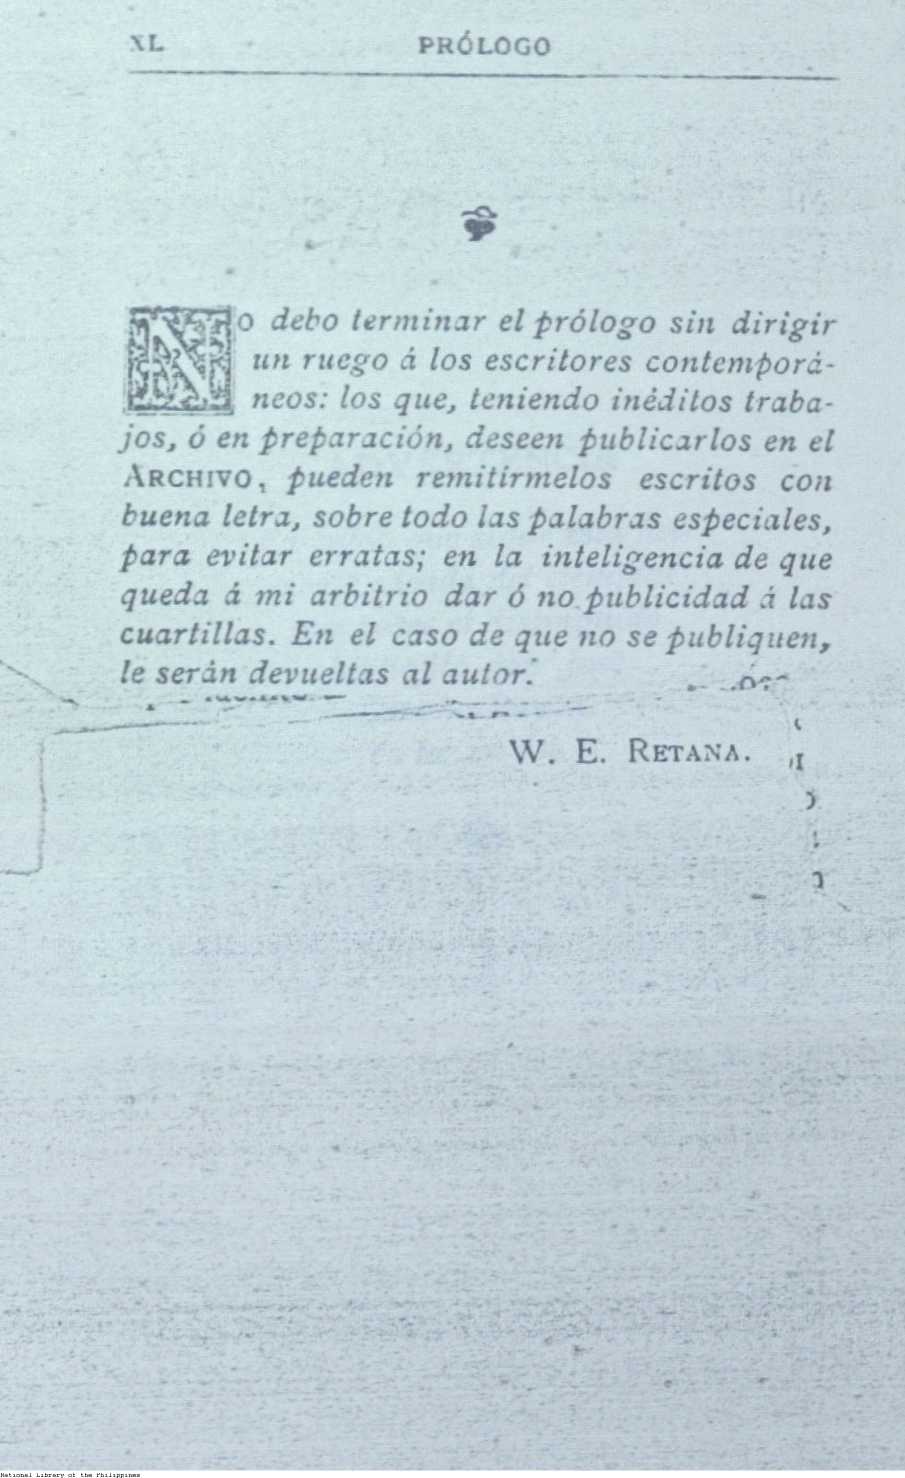 XL PRÓLOGO
No debo terminar el prólogo sin dirigir
un ruego á los escritores contemporá-
neos: los que, teniendo inéditos traba-
jos, ó en preparación, deseen publicarlos en el
ARCHIVO, pueden remitírmelos escritos con
buena letra, sobre todo las palabras especiales,
para evitar erratas; en la inteligencia de que
queda á mi arbitrio dar ó no publicidad á las
cuartillas. En el caso de que no se publiquen,
le serán devueltas al autor.
W. E. RETANA.
National Library of the Philippines